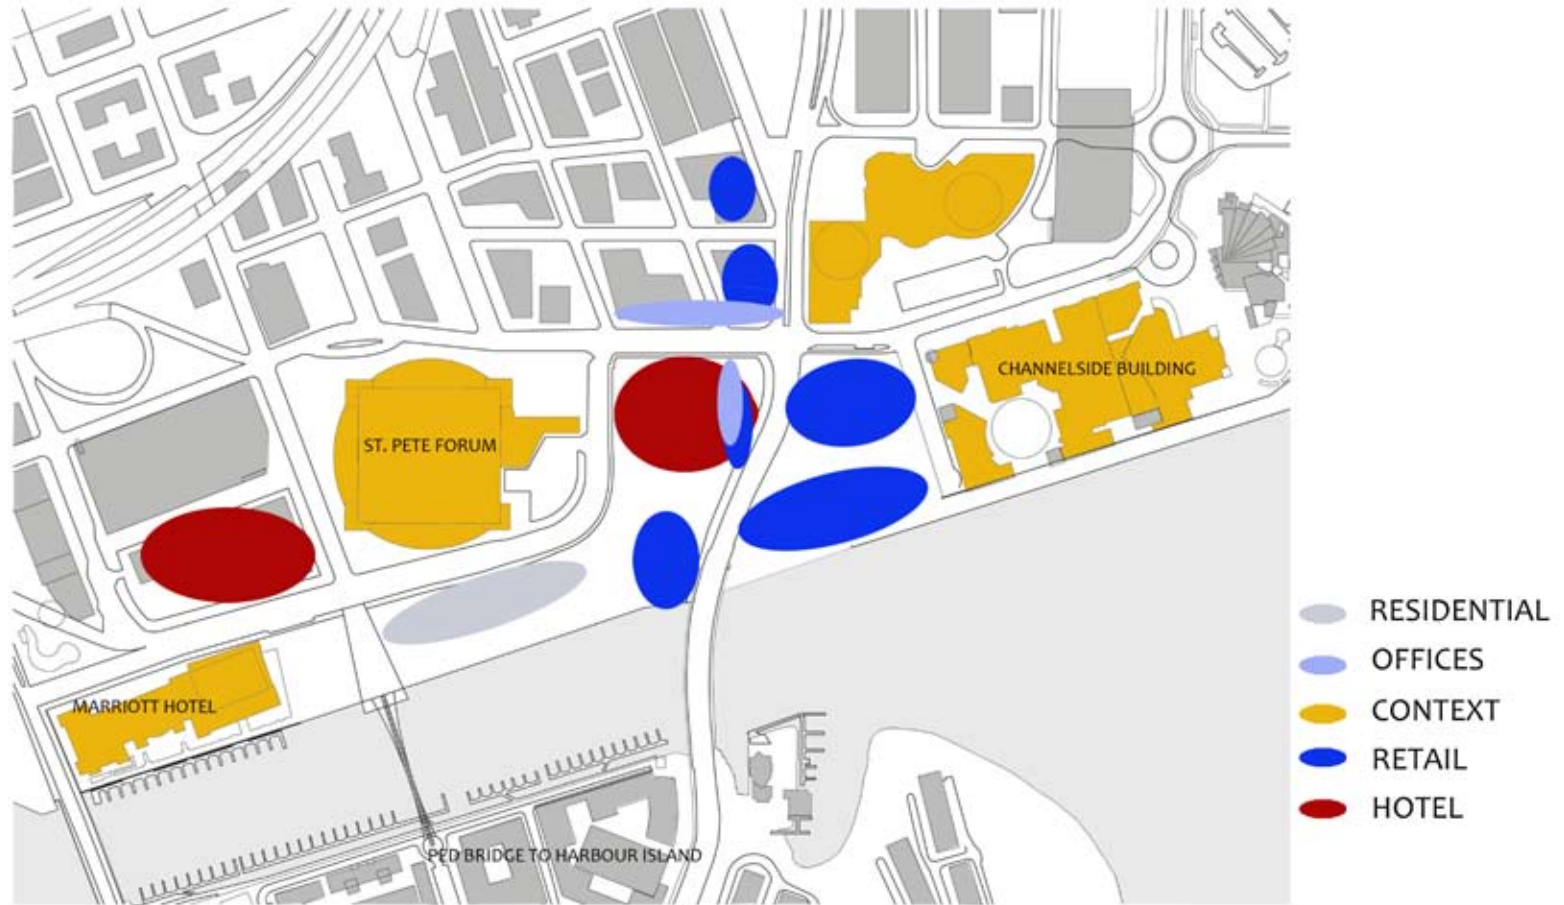 CHANNELSIDE BUILDING
ST. PETE FORUM
MARRIOTT HOTEL
PED BRIDGE TO HARBOUR ISLAND
RESIDENTIAL
OFFICES
CONTEXT
RETAIL
HOTEL